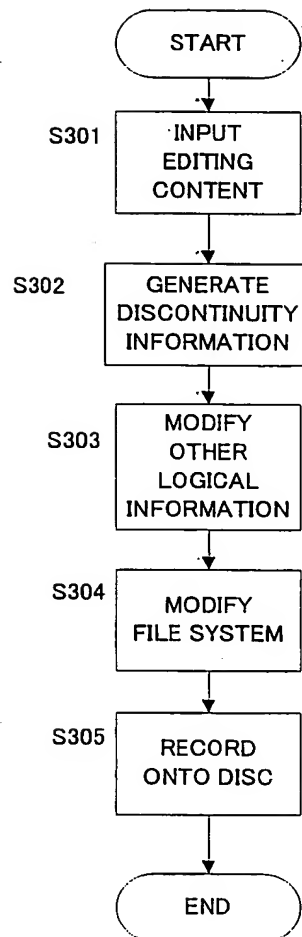 START
S301
INPUT
EDITING
CONTENT
S302
GENERATE
DISCONTINUITY
INFORMATION
S303
MODIFY
OTHER
LOGICAL
INFORMATION
S304
MODIFY
FILE SYSTEM
S305
RECORD
ONTO DISC
END